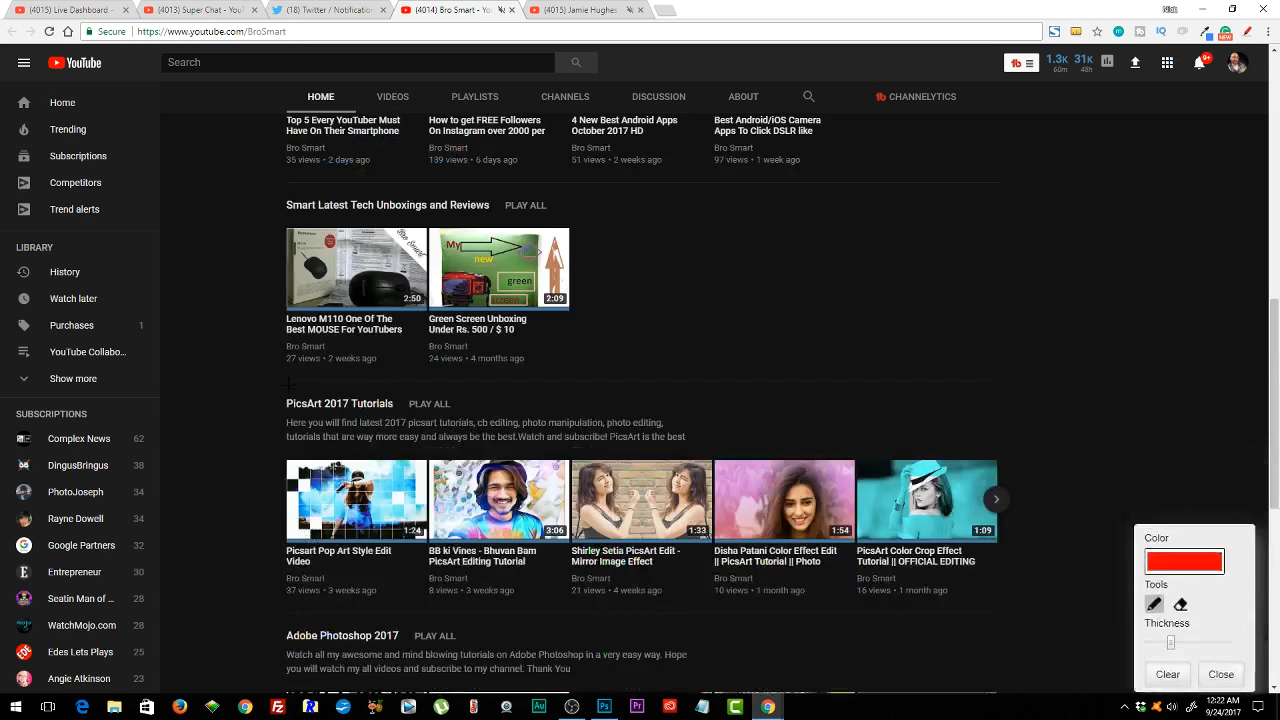 (4015) Live Dashboard -
(4013) Super Chat - You
(18) Twitter / Notification
(4014) Bro Smart - Yo
(4015) Jamie Hughes
Nick
Secure https://www.youtube.com/BroSmart
YouTube
Search
1.3K 31K
60m 48h
9+
HOME VIDEOS PLAYLISTS CHANNELS DISCUSSION ABOUT CHANNELYTICS
Home
Trending
Subscriptions
Competitors
Trend alerts
LIBRARY
History
Watch later
Purchases 1
YouTube Collabo...
Show more
SUBSCRIPTIONS
Complex News 62
DingusBringus 38
PhotoJoseph 34
Rayne Dowell 34
Google Partners 32
Entrepreneur 30
Seatin Man of ... 28
WatchMojo.com 28
Edes Lets Plays 25
Angie Atkinson 23
Top 5 Every YouTuber Must
Have On Their Smartphone
Bro Smart
35 views • 2 days ago
How to get FREE Followers
On Instagram over 2000 per
Bro Smart
139 views • 6 days ago
4 New Best Android Apps
October 2017 HD
Bro Smart
51 views • 2 weeks ago
Best Android/iOS Camera
Apps To Click DSLR like
Bro Smart
97 views • 1 week ago
Smart Latest Tech Unboxings and Reviews PLAY ALL
Bro Smart
2:50
My
new
green
screen
2:09
Lenovo M110 One Of The
Best MOUSE For YouTubers
Bro Smart
27 views • 2 weeks ago
Green Screen Unboxing
Under Rs. 500 / $ 10
Bro Smart
24 views • 4 months ago
PicsArt 2017 Tutorials PLAY ALL
Here you will find latest 2017 picsart tutorials, cb editing, photo manipulation, photo editing,
tutorials that are way more easy and always be the best.Watch and subscribe! PicsArt is the best
1:24
3:06
1:33
1:54
1:09
Picsart Pop Art Style Edit
Video
Bro Smart
37 views • 3 weeks ago
BB ki Vines - Bhuvan Bam
PicsArt Editing Tutorial
Bro Smart
8 views • 3 weeks ago
Shirley Setia PicsArt Edit -
Mirror Image Effect
Bro Smart
21 views • 4 weeks ago
Disha Patani Color Effect Edit
|| PicsArt Tutorial || Photo
Bro Smart
10 views • 1 month ago
PicsArt Color Crop Effect
Tutorial || OFFICIAL EDITING
Bro Smart
16 views • 1 month ago
Adobe Photoshop 2017 PLAY ALL
Watch all my awesome and mind blowing tutorials on Adobe Photoshop in a very easy way. Hope
you will watch my all videos and subscribe to my channel. Thank You
Color
Tools
Thickness
Clear Close
12:22 AM
9/24/2017